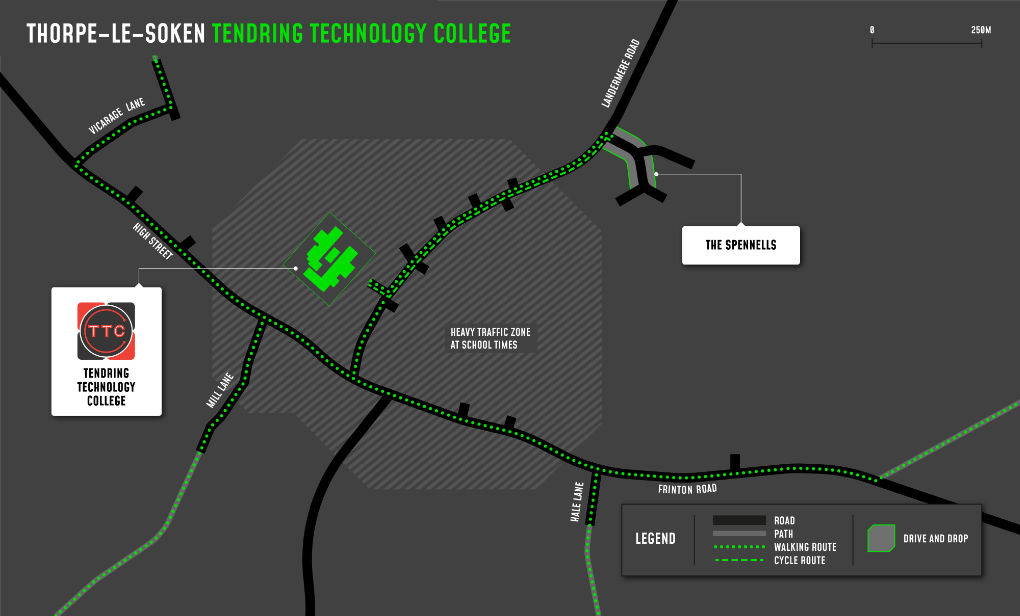 THORPE-LE-SOKEN TENDRING TECHNOLOGY COLLEGE
0 250M
LANDERMERE ROAD
VICARAGE LANE
HIGH STREET
THE SPENNELLS
TTC
TENDRING
TECHNOLOGY
COLLEGE
HEAVY TRAFFIC ZONE
AT SCHOOL TIMES
MILL LANE
HALE LANE
FRINTON ROAD
LEGEND
ROAD
PATH
WALKING ROUTE
CYCLE ROUTE
DRIVE AND DROP